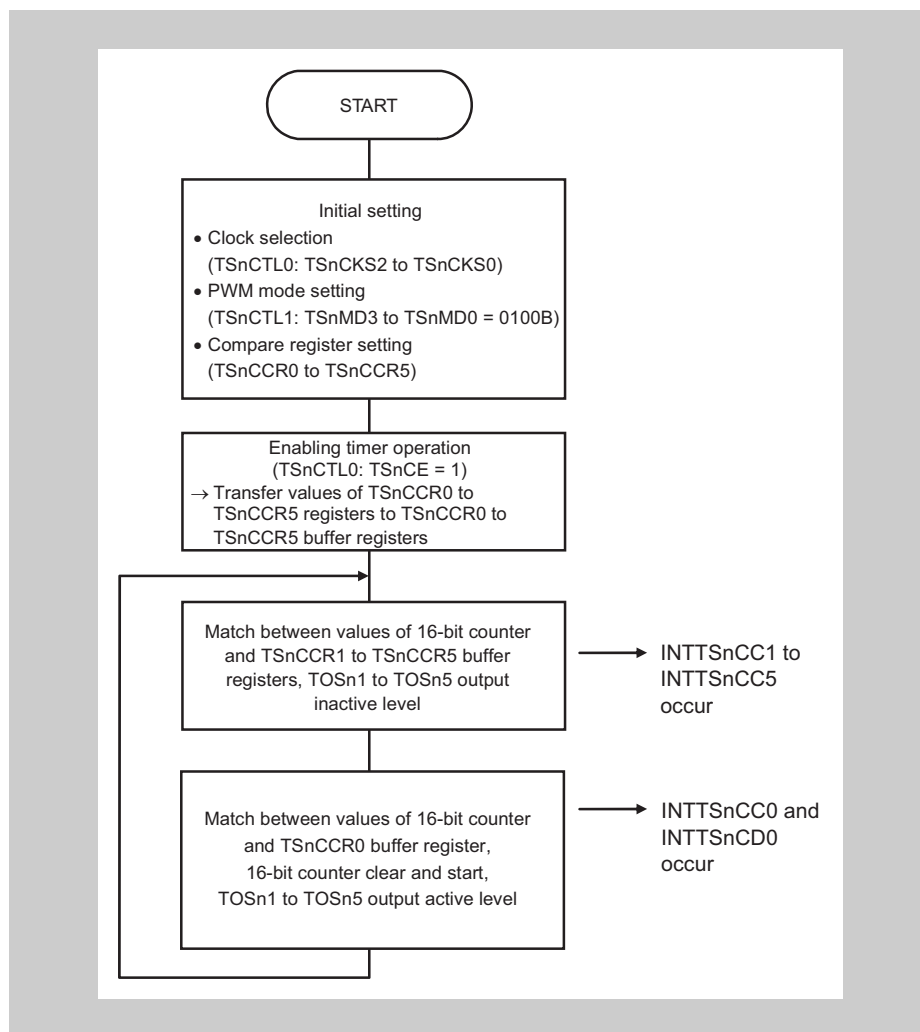 START
Initial setting
• Clock selection
(TSnCTL0: TSnCKS2 to TSnCKS0)
• PWM mode setting
(TSnCTL1: TSnMD3 to TSnMD0 = 0100B)
• Compare register setting
(TSnCCR0 to TSnCCR5)
Enabling timer operation
(TSnCTL0: TSnCE = 1)
→ Transfer values of TSnCCR0 to
TSnCCR5 registers to TSnCCR0 to
TSnCCR5 buffer registers
Match between values of 16-bit counter
and TSnCCR1 to TSnCCR5 buffer
registers, TOSn1 to TOSn5 output
inactive level
INTTSnCC1 to
INTTSnCC5
occur
Match between values of 16-bit counter
and TSnCCR0 buffer register,
16-bit counter clear and start,
TOSn1 to TOSn5 output active level
INTTSnCC0 and
INTTSnCD0
occur